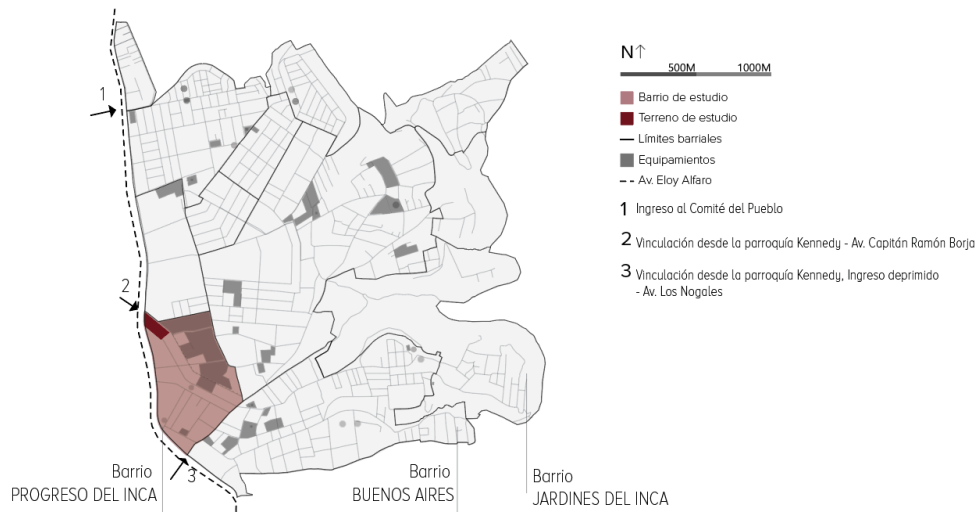 N↑
500M 1000M
Barrio de estudio
Terreno de estudio
Límites barriales
Equipamientos
Av. Eloy Alfaro
1 Ingreso al Comité del Pueblo
2 Vinculación desde la parroquía Kennedy - Av. Capitán Ramón Borja
3 Vinculación desde la parroquía Kennedy, Ingreso deprimido
- Av. Los Nogales
1
2
3
Barrio
PROGRESO DEL INCA
Barrio
BUENOS AIRES
Barrio
JARDINES DEL INCA